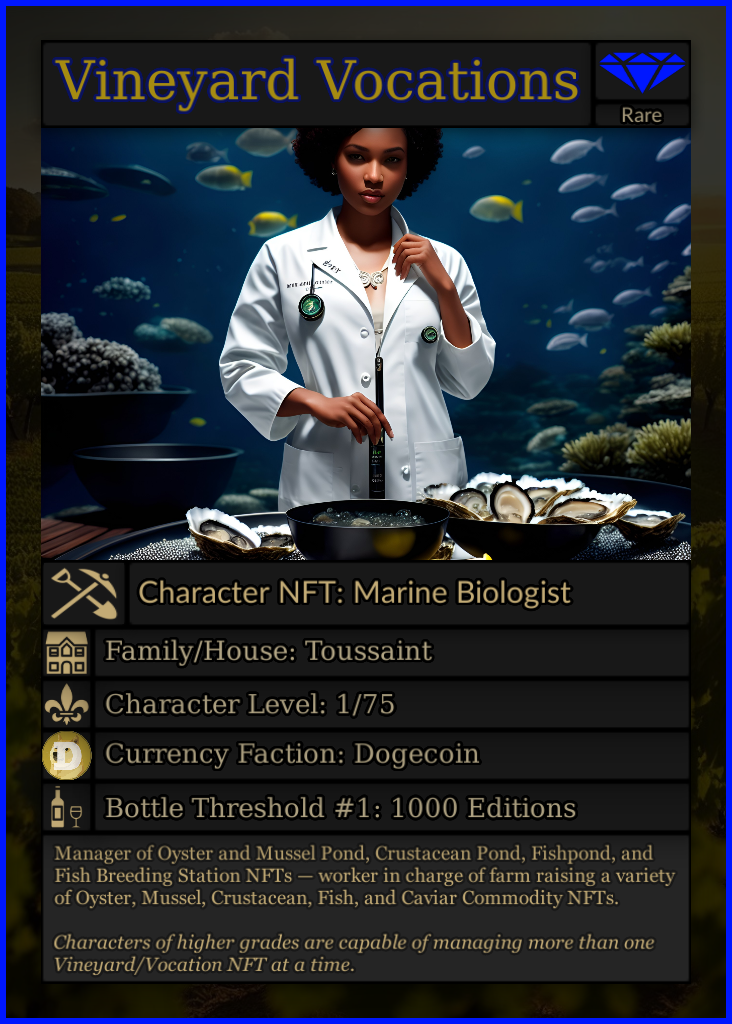 Vineyard Vocations
Rare
Character NFT: Marine Biologist
Family/House: Toussaint
Character Level: 1/75
Currency Faction: Dogecoin
Bottle Threshold #1: 1000 Editions
Manager of Oyster and Mussel Pond, Crustacean Pond, Fishpond, and
Fish Breeding Station NFTs — worker in charge of farm raising a variety
of Oyster, Mussel, Crustacean, Fish, and Caviar Commodity NFTs.
Characters of higher grades are capable of managing more than one
Vineyard/Vocation NFT at a time.